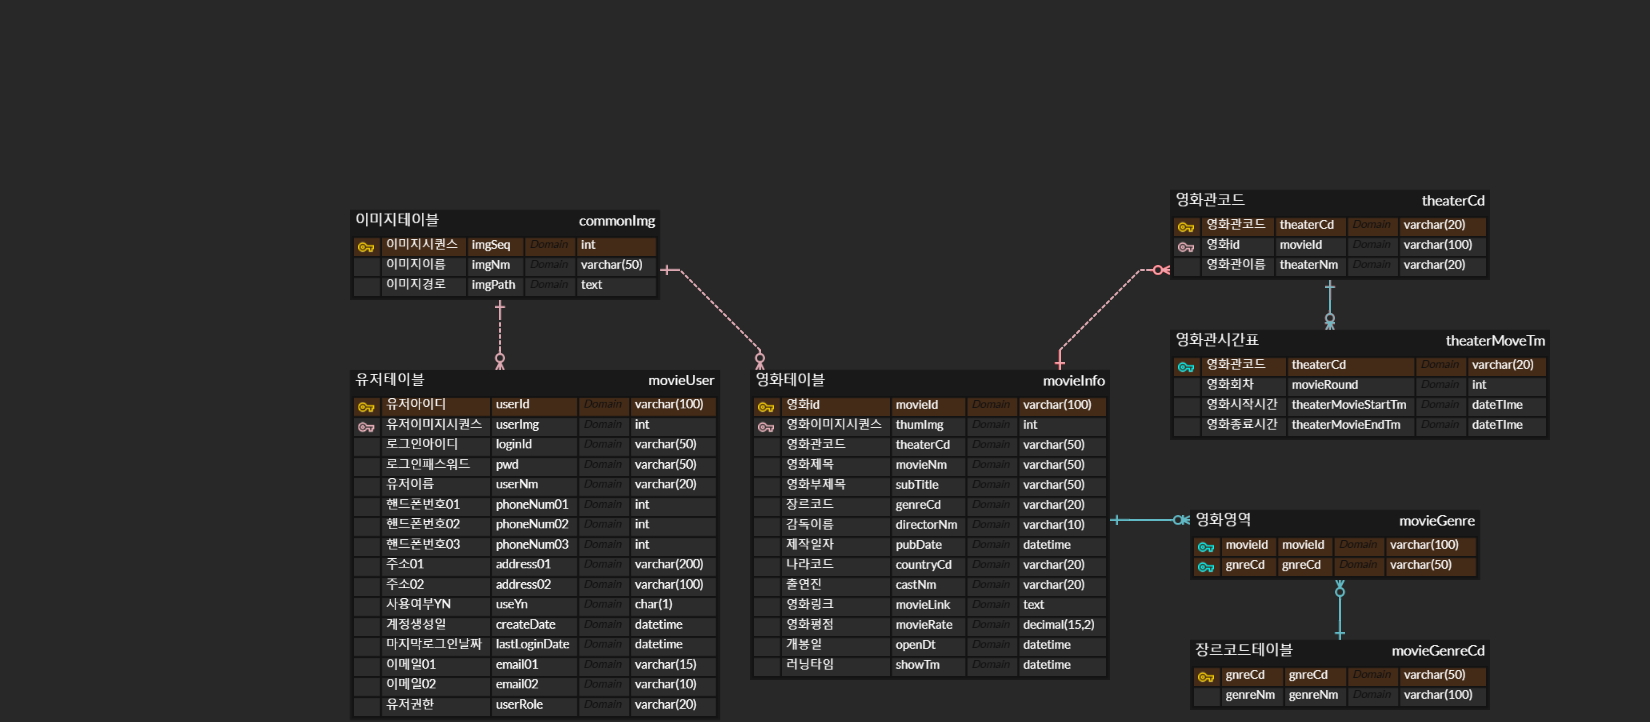 이미지테이블 commonImg
이미지시퀀스 imgSeq Domain int
이미지이름 imgNm Domain varchar(50)
이미지경로 imgPath Domain text
유저테이블 movieUser
유저아이디 userId Domain varchar(100)
유저이미지시퀀스 userImg Domain int
로그인아이디 loginId Domain varchar(50)
로그인패스워드 pwd Domain varchar(50)
유저이름 userNm Domain varchar(20)
핸드폰번호01 phoneNum01 Domain int
핸드폰번호02 phoneNum02 Domain int
핸드폰번호03 phoneNum03 Domain int
주소01 address01 Domain varchar(200)
주소02 address02 Domain varchar(100)
사용여부YN useYn Domain char(1)
계정생성일 createDate Domain datetime
마지막로그인날짜 lastLoginDate Domain datetime
이메일01 email01 Domain varchar(15)
이메일02 email02 Domain varchar(10)
유저권한 userRole Domain varchar(20)
영화테이블 movieInfo
영화id movieId Domain varchar(100)
영화이미지시퀀스 thumImg Domain int
영화관코드 theaterCd Domain varchar(50)
영화제목 movieNm Domain varchar(50)
영화부제목 subTitle Domain varchar(50)
장르코드 genreCd Domain varchar(20)
감독이름 directorNm Domain varchar(10)
제작일자 pubDate Domain datetime
나라코드 countryCd Domain varchar(20)
출연진 castNm Domain varchar(20)
영화링크 movieLink Domain text
영화평점 movieRate Domain decimal(15,2)
개봉일 openDt Domain datetime
러닝타임 showTm Domain datetime
영화관코드 theaterCd
영화관코드 theaterCd Domain varchar(20)
영화id movieId Domain varchar(100)
영화관이름 theaterNm Domain varchar(20)
영화관시간표 theaterMoveTm
영화관코드 theaterCd Domain varchar(20)
영화회차 movieRound Domain int
영화시작시간 theaterMovieStartTm Domain dateTIme
영화종료시간 theaterMovieEndTm Domain dateTIme
영화영역 movieGenre
movieId movieId Domain varchar(100)
gnreCd gnreCd Domain varchar(50)
장르코드테이블 movieGenreCd
gnreCd gnreCd Domain varchar(50)
genreNm genreNm Domain varchar(100)